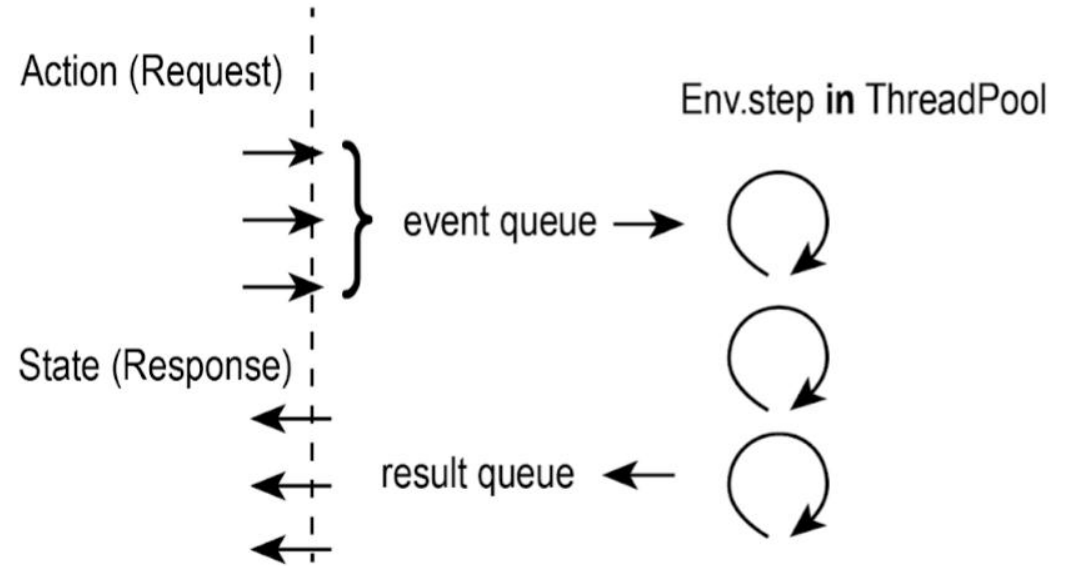 Action (Request)
Env.step in ThreadPool
event queue
State (Response)
result queue